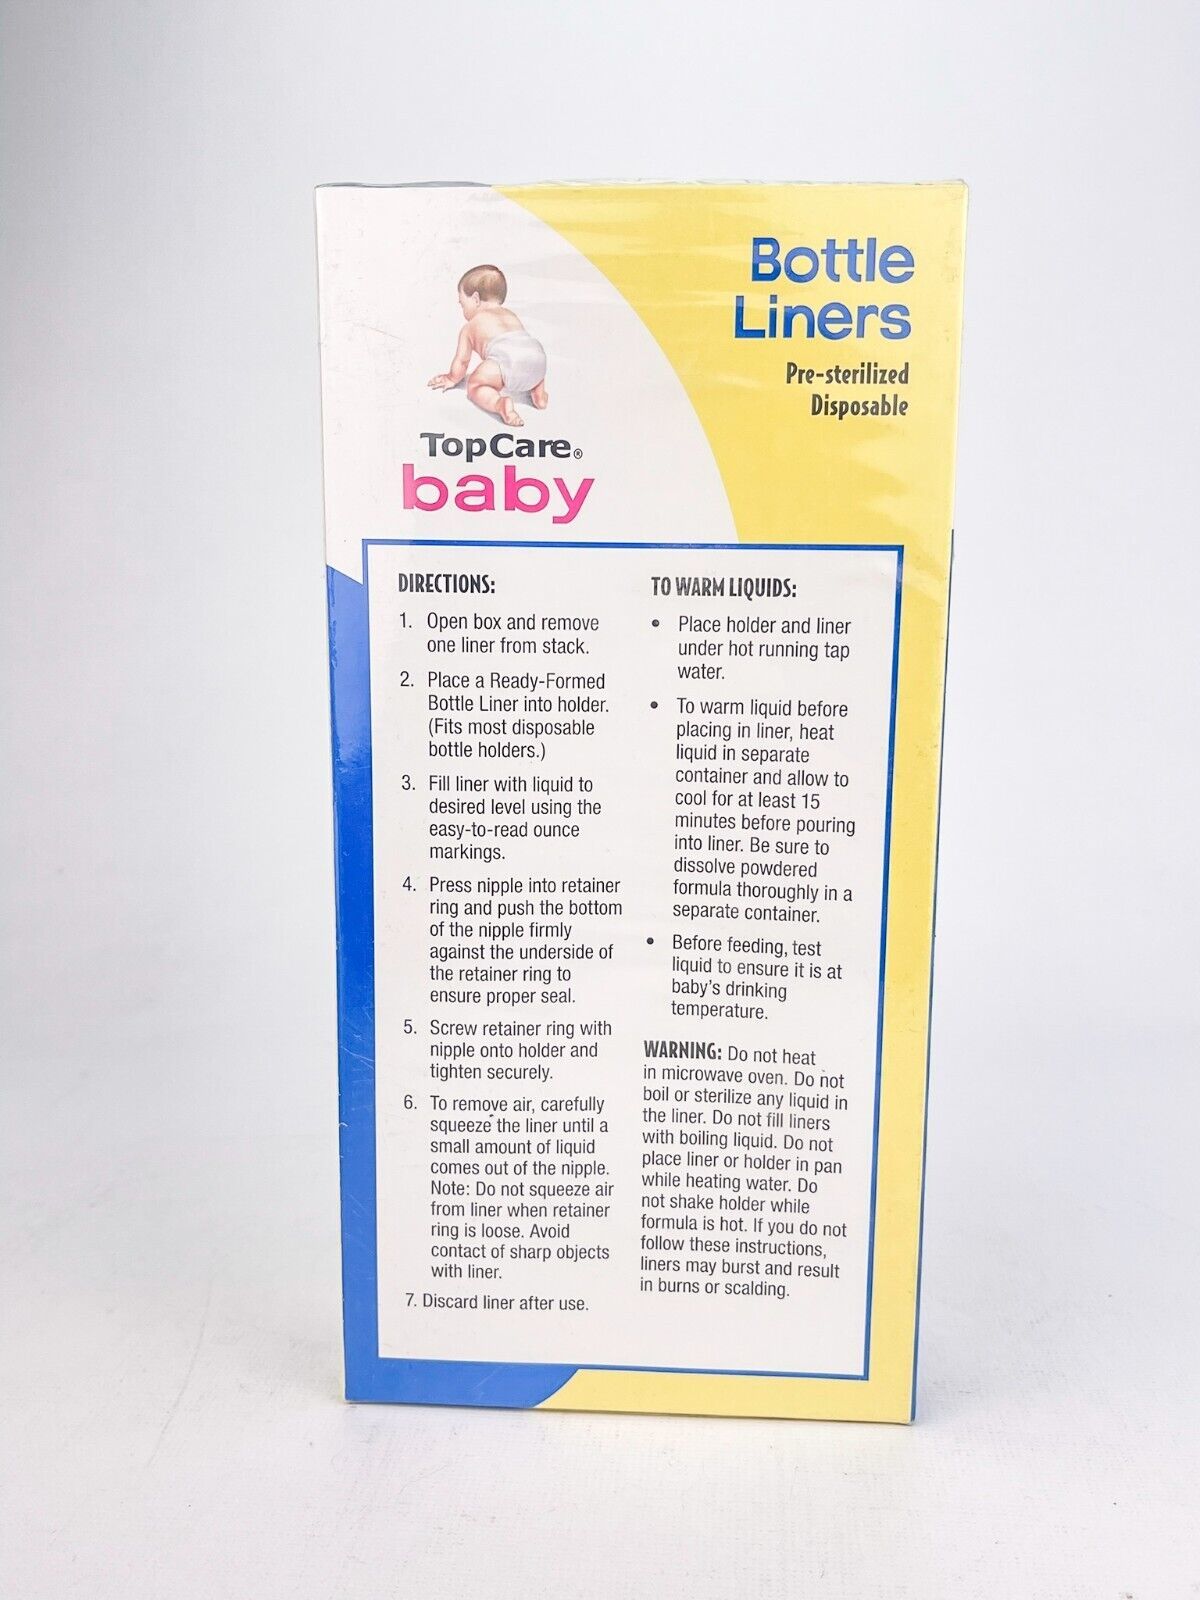 Bottle
Liners
Pre-sterilized
Disposable
TopCare®
baby
DIRECTIONS:
1. Open box and remove
one liner from stack.
2. Place a Ready-Formed
Bottle Liner into holder.
(Fits most disposable
bottle holders.)
3. Fill liner with liquid to
desired level using the
easy-to-read ounce
markings.
4. Press nipple into retainer
ring and push the bottom
of the nipple firmly
against the underside of
the retainer ring to
ensure proper seal.
5. Screw retainer ring with
nipple onto holder and
tighten securely.
6. To remove air, carefully
squeeze the liner until a
small amount of liquid
comes out of the nipple.
Note: Do not squeeze air
from liner when retainer
ring is loose. Avoid
contact of sharp objects
with liner.
7. Discard liner after use.
TO WARM LIQUIDS:
• Place holder and liner
under hot running tap
water.
• To warm liquid before
placing in liner, heat
liquid in separate
container and allow to
cool for at least 15
minutes before pouring
into liner. Be sure to
dissolve powdered
formula thoroughly in a
separate container.
• Before feeding, test
liquid to ensure it is at
baby's drinking
temperature.
WARNING: Do not heat
in microwave oven. Do not
boil or sterilize any liquid in
the liner. Do not fill liners
with boiling liquid. Do not
place liner or holder in pan
while heating water. Do
not shake holder while
formula is hot. If you do not
follow these instructions,
liners may burst and result
in burns or scalding.